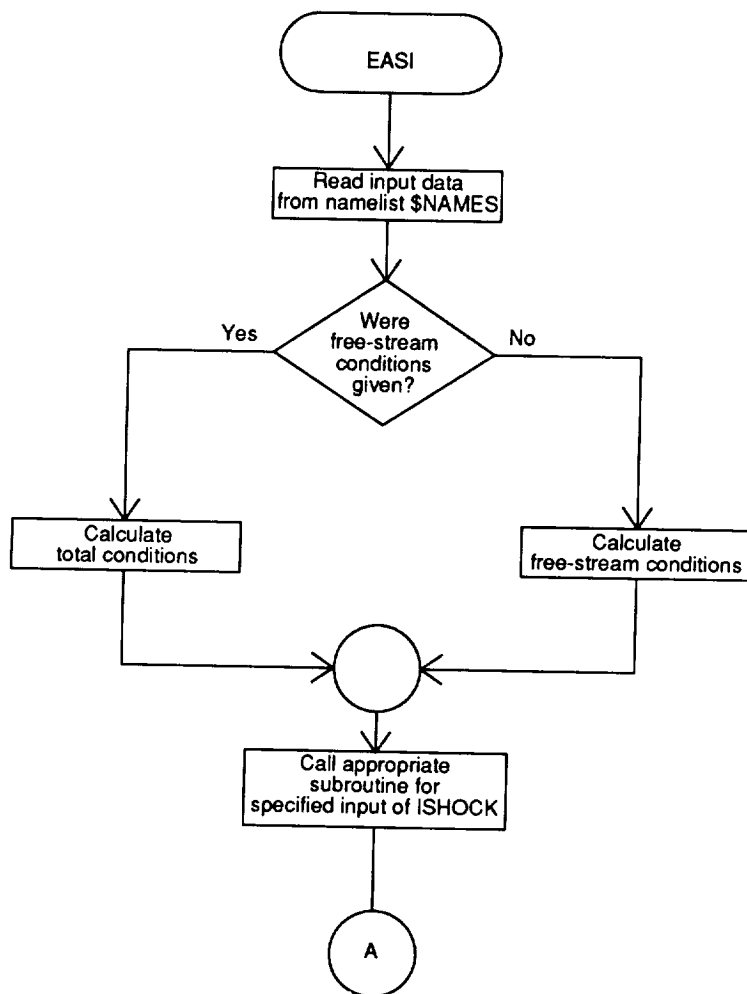 EASI
Read input data
from namelist $NAMES
Were
free-stream
conditions
given?
Yes
No
Calculate
total conditions
Calculate
free-stream conditions
Call appropriate
subroutine for
specified input of ISHOCK
A